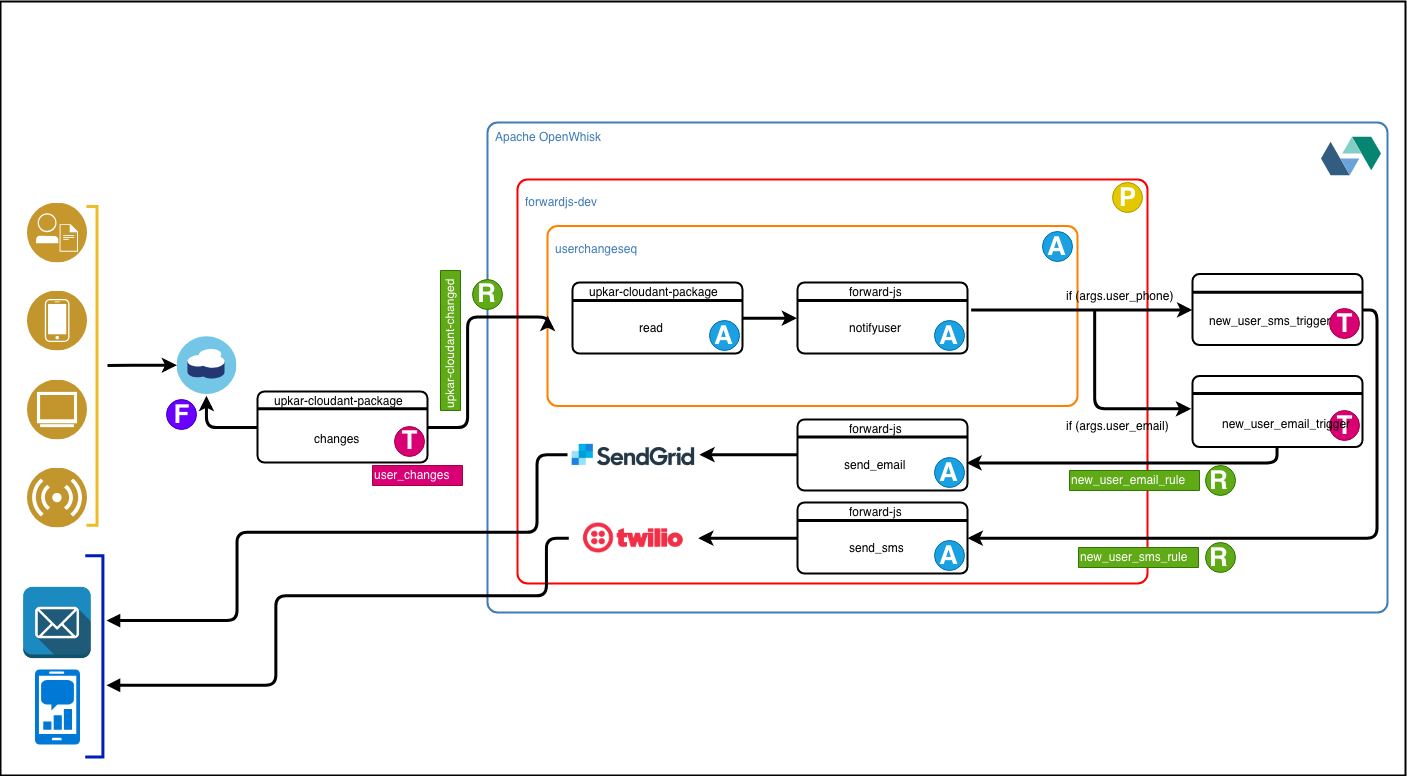 Apache OpenWhisk
forwardjs-dev
P
userchangeseq
A
upkar-cloudant-changed
R
upkar-cloudant-package
read
A
forward-js
notifyuser
A
if (args.user_phone)
new_user_sms_trigger
T
F
upkar-cloudant-package
changes
T
user_changes
if (args.user_email)
new_user_email_trigger
T
SendGrid
forward-js
send_email
A
new_user_email_rule
R
twilio
forward-js
send_sms
A
new_user_sms_rule
R